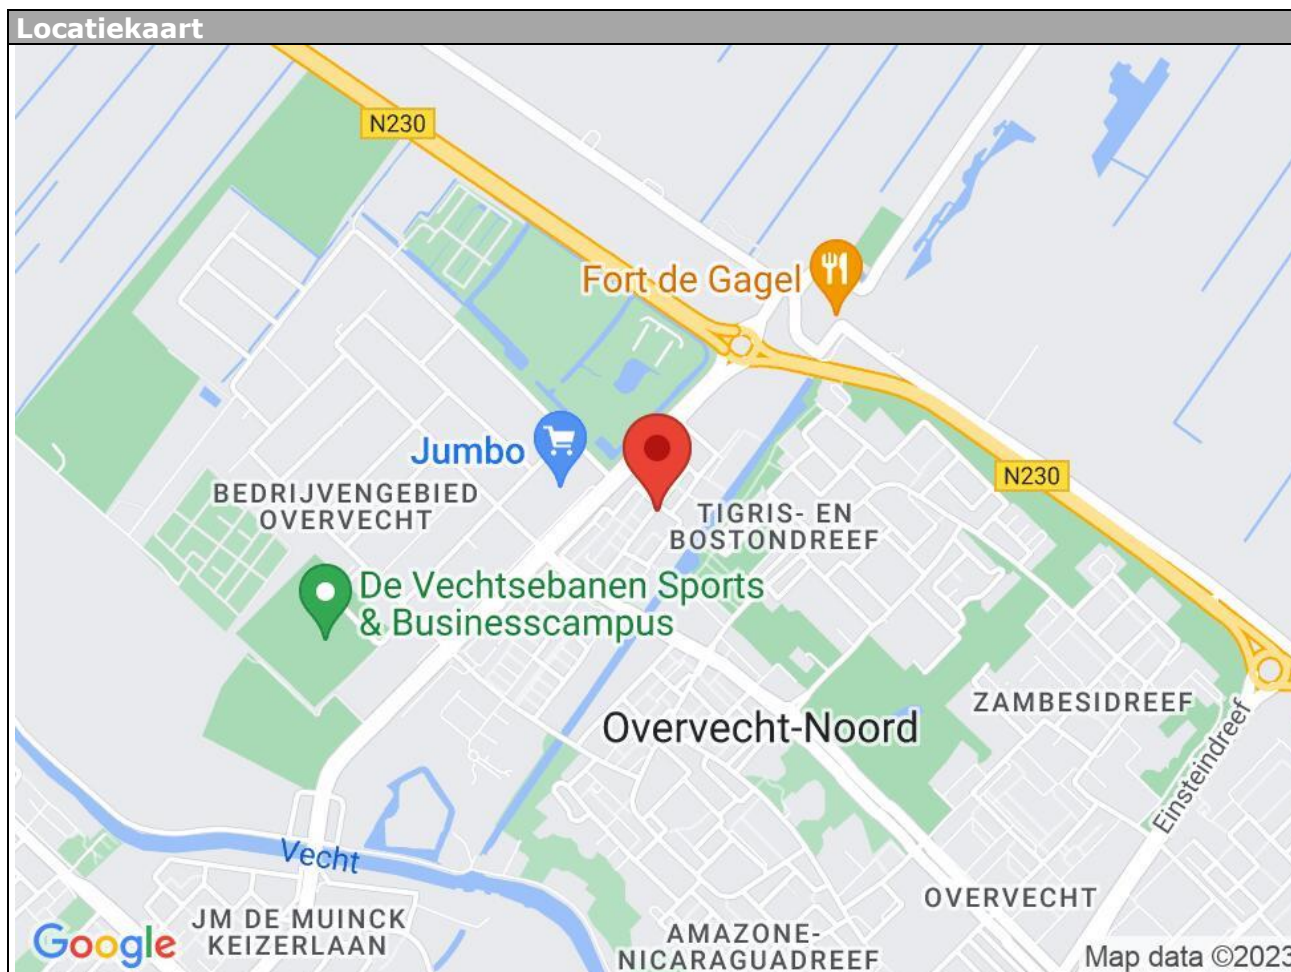 Locatiekaart
N230
Fort de Gagel
Jumbo
BEDRIJVENGEBIED
OVERVECHT
TIGRIS- EN
BOSTONDREEF
N230
De Vechtsebanen Sports
& Businesscampus
ZAMBESIDREEF
Overvecht-Noord
Einsteindreef
Vecht
OVERVECHT
JM DE MUINCK
KEIZERLAAN
AMAZONE-
NICARAGUADREEF
Google
Map data ©2023